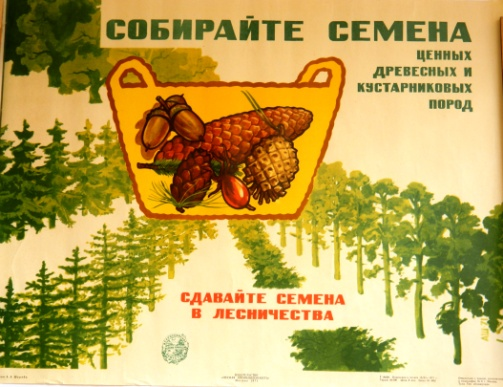 СОБИРАЙТЕ СЕМЕНА
ЦЕННЫХ
ДРЕВЕСНЫХ И
КУСТАРНИКОВЫХ
ПОРОД
СДАВАЙТЕ СЕМЕНА
В ЛЕСНИЧЕСТВА